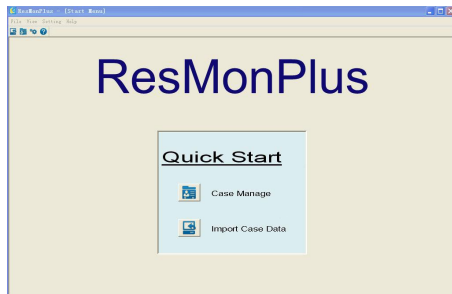 ResMonPlus - [Start Menu]
File View Setting Help
ResMonPlus
Quick Start
Case Manage
Import Case Data